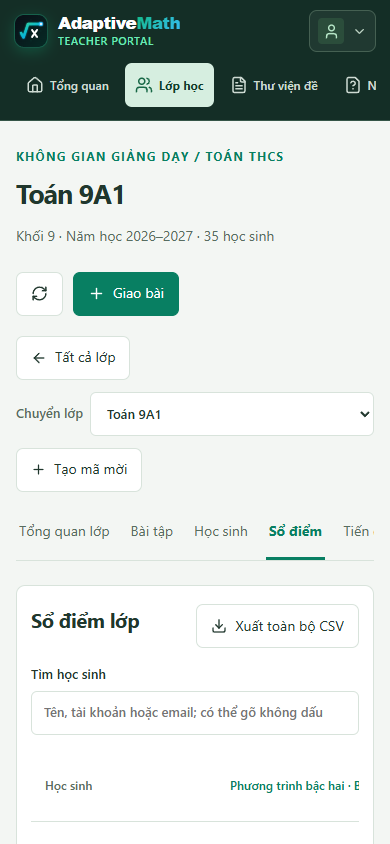 AdaptiveMath
TEACHER PORTAL
Tổng quan
Lớp học
Thư viện đề
N
KHÔNG GIAN GIẢNG DẠY / TOÁN THCS
Toán 9A1
Khối 9 · Năm học 2026–2027 · 35 học sinh
Giao bài
Tất cả lớp
Chuyển lớp
Toán 9A1
Tạo mã mời
Tổng quan lớp
Bài tập
Học sinh
Sổ điểm
Tiến
Sổ điểm lớp
Xuất toàn bộ CSV
Tìm học sinh
Tên, tài khoản hoặc email; có thể gõ không dấu
Học sinh
Phương trình bậc hai · B